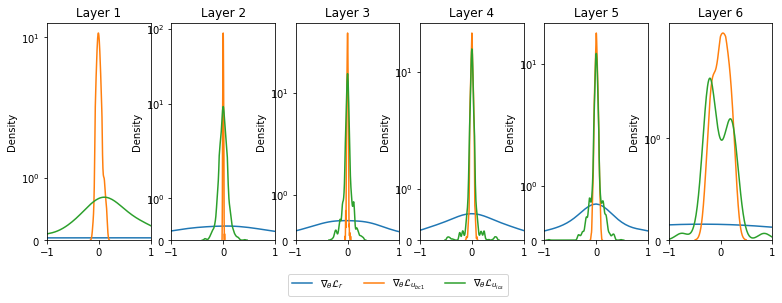 Layer 1 Layer 2 Layer 3 Layer 4 Layer 5 Layer 6
10¹ 10² 10¹ 10¹ 10¹ 10⁰
10⁰ 10¹ 10⁰ 10⁰ 10⁰ 0
0 10⁰ 0 0 0
0
Density Density Density Density Density Density
−1 0 1 −1 0 1 −1 0 1 −1 0 1 −1 0 1 −1 0 1
∇θℒr ∇θℒubc1 ∇θℒuics